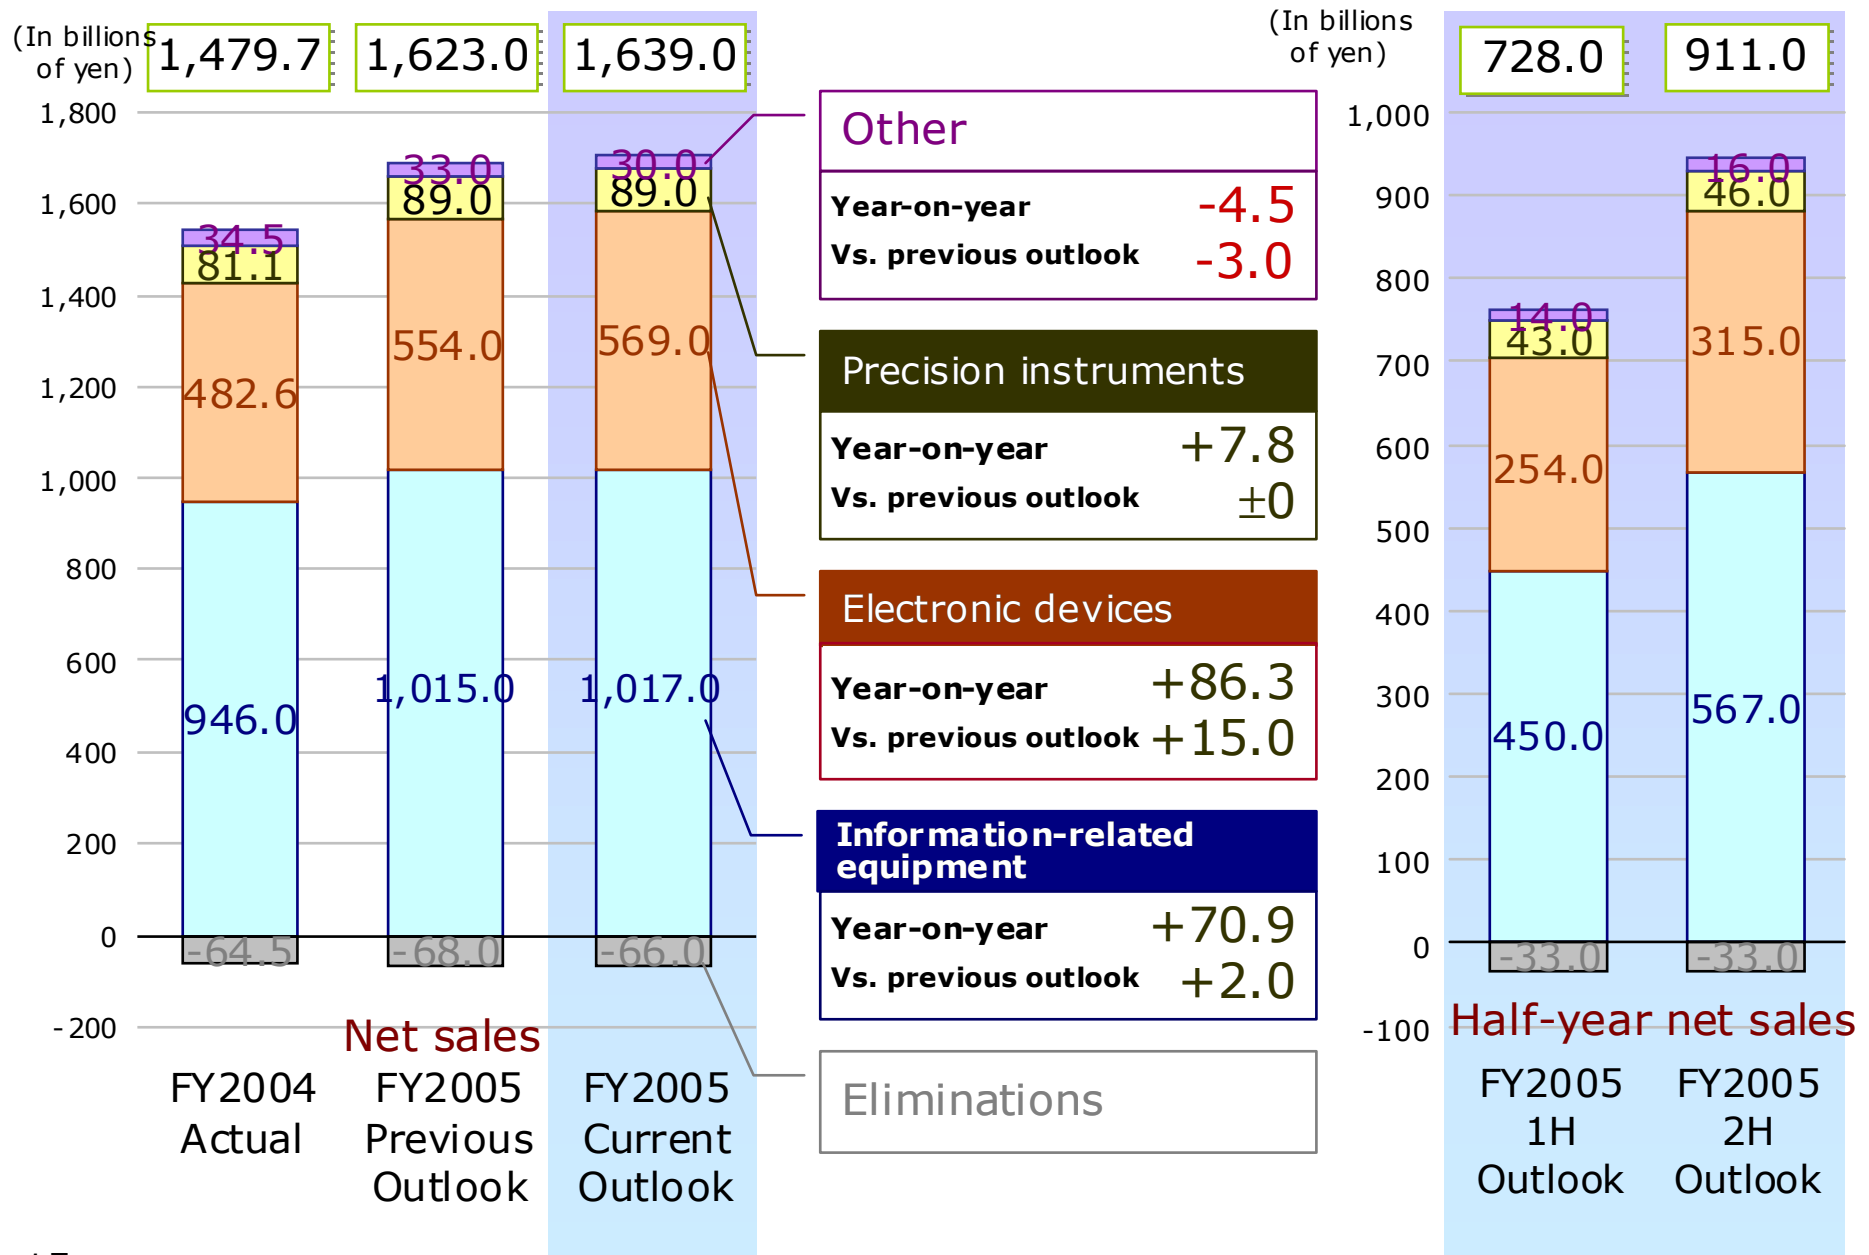 (In billions
of yen)
1,479.7
1,623.0
1,639.0
1,800
1,600
1,400
1,200
1,000
800
600
400
200
0
-200
34.5
81.1
482.6
946.0
-64.5
33.0
89.0
554.0
1,015.0
-68.0
30.0
89.0
569.0
1,017.0
-66.0
Net sales
FY2004
Actual
FY2005
Previous
Outlook
FY2005
Current
Outlook
Other
Year-on-year -4.5
Vs. previous outlook -3.0
Precision instruments
Year-on-year +7.8
Vs. previous outlook ±0
Electronic devices
Year-on-year +86.3
Vs. previous outlook +15.0
Information-related
equipment
Year-on-year +70.9
Vs. previous outlook +2.0
Eliminations
(In billions
of yen)
728.0
911.0
1,000
900
800
700
600
500
400
300
200
100
0
-100
14.0
43.0
254.0
450.0
-33.0
16.0
46.0
315.0
567.0
-33.0
Half-year net sales
FY2005
1H
Outlook
FY2005
2H
Outlook